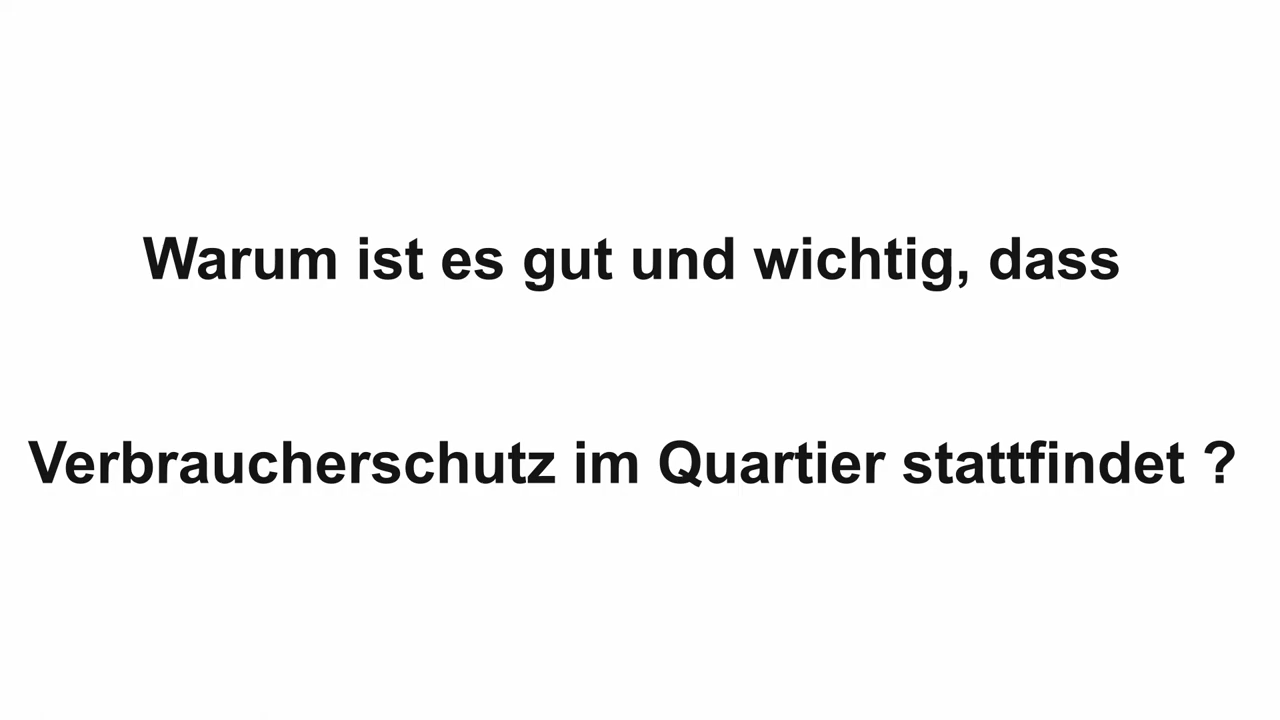 Warum ist es gut und wichtig, dass
Verbraucherschutz im Quartier stattfindet ?